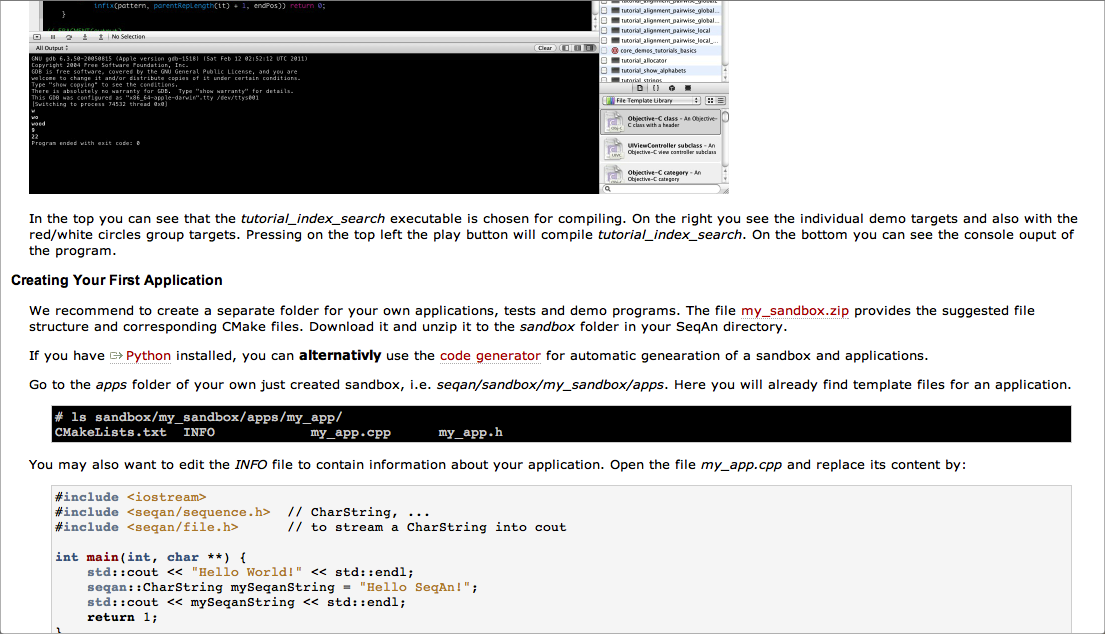 infix(pattern, parentRepLength(it) + 1, endPos)) return 0;
}
No Selection
All Output
Clear
GNU gdb 6.3.50-20050815 (Apple version gdb-1518) (Sat Feb 12 02:52:12 UTC 2011)
Copyright 2004 Free Software Foundation, Inc.
GDB is free software, covered by the GNU General Public License, and you are
welcome to change it and/or distribute copies of it under certain conditions.
Type "show copying" to see the conditions.
There is absolutely no warranty for GDB.  Type "show warranty" for details.
This GDB was configured as "x86_64-apple-darwin".tty /dev/ttys001
[Switching to process 74532 thread 0x0]
w
wo
wood
9
22
Program ended with exit code: 0
tutorial_alignment_pairwise_global...
tutorial_alignment_pairwise_global...
tutorial_alignment_pairwise_local
tutorial_alignment_pairwise_local_...
core_demos_tutorials_basics
tutorial_allocator
tutorial_show_alphabets
tutorial_strings
File Template Library
Objective-C class - An Objective-
C class with a header
UIViewController subclass - An
Objective-C view controller subclass
Objective-C category - An
Objective-C category
In the top you can see that the tutorial_index_search executable is chosen for compiling. On the right you see the individual demo targets and also with the
red/white circles group targets. Pressing on the top left the play button will compile tutorial_index_search. On the bottom you can see the console ouput of
the program.
Creating Your First Application
We recommend to create a separate folder for your own applications, tests and demo programs. The file my_sandbox.zip provides the suggested file
structure and corresponding CMake files. Download it and unzip it to the sandbox folder in your SeqAn directory.
If you have Python installed, you can alternativly use the code generator for automatic genearation of a sandbox and applications.
Go to the apps folder of your own just created sandbox, i.e. seqan/sandbox/my_sandbox/apps. Here you will already find template files for an application.
# ls sandbox/my_sandbox/apps/my_app/
CMakeLists.txt  INFO            my_app.cpp      my_app.h
You may also want to edit the INFO file to contain information about your application. Open the file my_app.cpp and replace its content by:
#include <iostream>
#include <seqan/sequence.h>  // CharString, ...
#include <seqan/file.h>      // to stream a CharString into cout
int main(int, char **) {
    std::cout << "Hello World!" << std::endl;
    seqan::CharString mySeqanString = "Hello SeqAn!";
    std::cout << mySeqanString << std::endl;
    return 1;
}